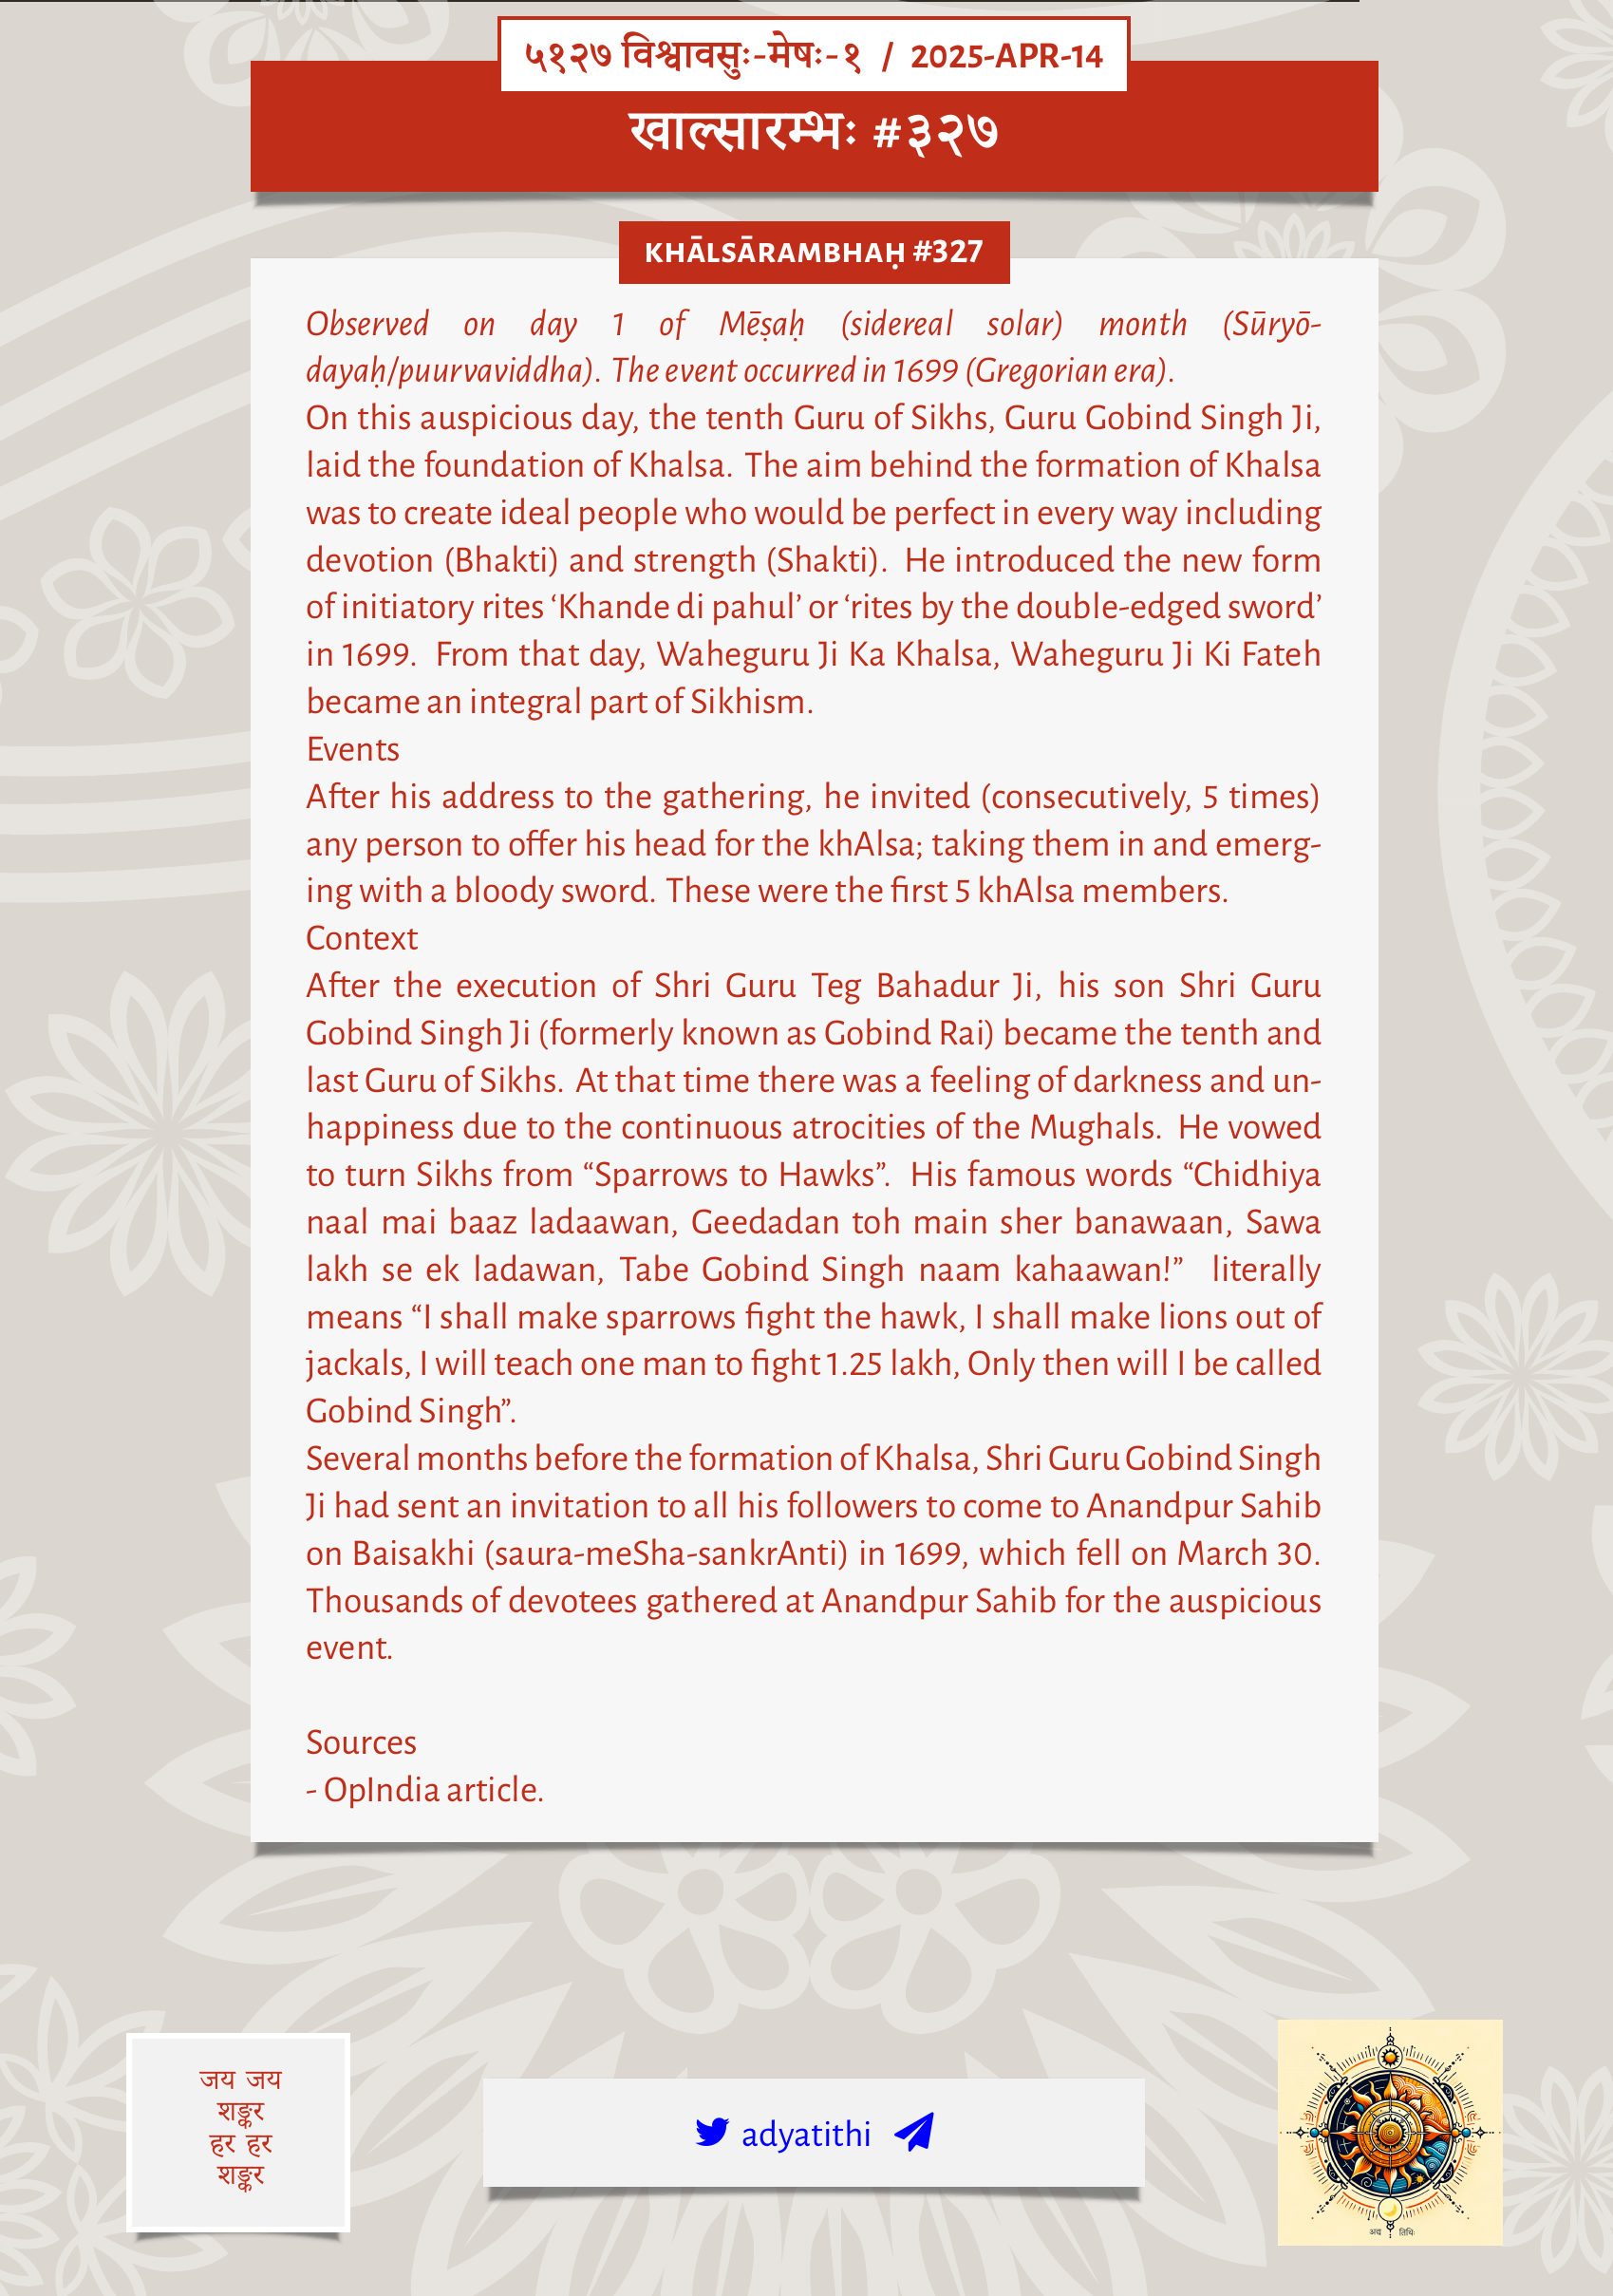 ५१२७ विश्वावसुः-मेषः-१ / 2025-APR-14
खाल्सारम्भः #३२७
KHĀLSĀRAMBHAḤ #327
Observed on day 1 of Mēṣaḥ (sidereal solar) month (Sūryō-
dayaḥ/puurvaviddha). The event occurred in 1699 (Gregorian era).
On this auspicious day, the tenth Guru of Sikhs, Guru Gobind Singh Ji,
laid the foundation of Khalsa. The aim behind the formation of Khalsa
was to create ideal people who would be perfect in every way including
devotion (Bhakti) and strength (Shakti). He introduced the new form
of initiatory rites ‘Khande di pahul’ or ‘rites by the double-edged sword’
in 1699. From that day, Waheguru Ji Ka Khalsa, Waheguru Ji Ki Fateh
became an integral part of Sikhism.
Events
After his address to the gathering, he invited (consecutively, 5 times)
any person to offer his head for the khAlsa; taking them in and emerg-
ing with a bloody sword. These were the first 5 khAlsa members.
Context
After the execution of Shri Guru Teg Bahadur Ji, his son Shri Guru
Gobind Singh Ji (formerly known as Gobind Rai) became the tenth and
last Guru of Sikhs. At that time there was a feeling of darkness and un-
happiness due to the continuous atrocities of the Mughals. He vowed
to turn Sikhs from “Sparrows to Hawks”. His famous words “Chidhiya
naal mai baaz ladaawan, Geedadan toh main sher banawaan, Sawa
lakh se ek ladawan, Tabe Gobind Singh naam kahaawan!” literally
means “I shall make sparrows fight the hawk, I shall make lions out of
jackals, I will teach one man to fight 1.25 lakh, Only then will I be called
Gobind Singh”.
Several months before the formation of Khalsa, Shri Guru Gobind Singh
Ji had sent an invitation to all his followers to come to Anandpur Sahib
on Baisakhi (saura-meSha-sankrAnti) in 1699, which fell on March 30.
Thousands of devotees gathered at Anandpur Sahib for the auspicious
event.
Sources
- OpIndia article.
जय जय
शङ्कर
हर हर
शङ्कर
adyatithi
अद्य तिथिः